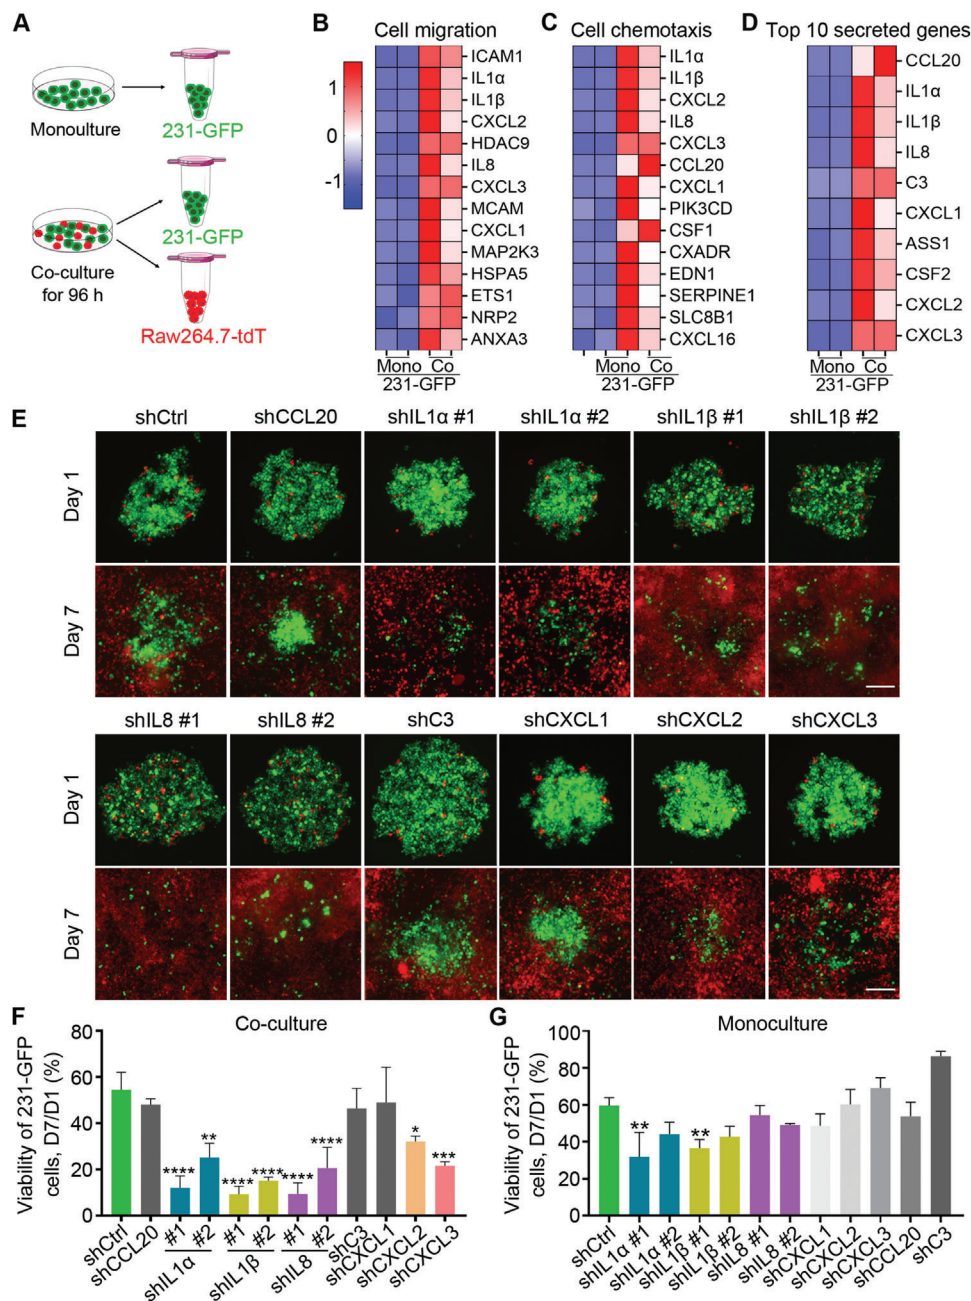 A
Monoulture
231-GFP
Co-culture
for 96 h
231-GFP
Raw264.7-tdT
B
Cell migration
1
0
-1
ICAM1
IL1α
IL1β
CXCL2
HDAC9
IL8
CXCL3
MCAM
CXCL1
MAP2K3
HSPA5
ETS1
NRP2
ANXA3
Mono Co
231-GFP
C
Cell chemotaxis
IL1α
IL1β
CXCL2
IL8
CXCL3
CCL20
CXCL1
PIK3CD
CSF1
CXADR
EDN1
SERPINE1
SLC8B1
CXCL16
Mono Co
231-GFP
D
Top 10 secreted genes
CCL20
IL1α
IL1β
IL8
C3
CXCL1
ASS1
CSF2
CXCL2
CXCL3
Mono Co
231-GFP
E
shCtrl shCCL20 shIL1α #1 shIL1α #2 shIL1β #1 shIL1β #2
Day 1
Day 7
shIL8 #1 shIL8 #2 shC3 shCXCL1 shCXCL2 shCXCL3
Day 1
Day 7
F
Co-culture
Viability of 231-GFP
cells, D7/D1 (%)
80
60
40
20
0
**** ** **** **** **** **** * ***
shCtrl
shCCL20
#1 #2
shIL1α
#1 #2
shIL1β
#1 #2
shIL8
shC3
shCXCL1
shCXCL2
shCXCL3
G
Monoculture
Viability of 231-GFP
cells, D7/D1 (%)
100
80
60
40
20
0
** **
shCtrl
shIL1α #1
shIL1α #2
shIL1β #1
shIL1β #2
shIL8 #1
shIL8 #2
shCXCL1
shCXCL2
shCXCL3
shCCL20
shC3